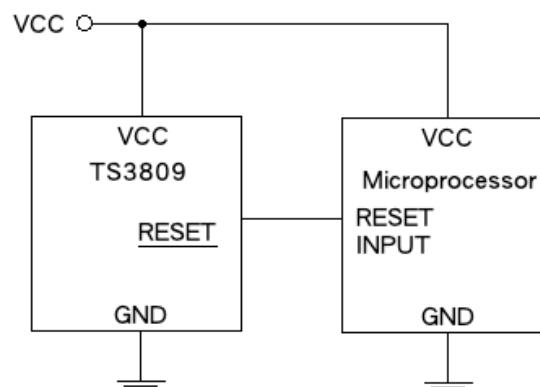 VCC
VCC
TS3809
RESET
GND
VCC
Microprocessor
RESET
INPUT
GND